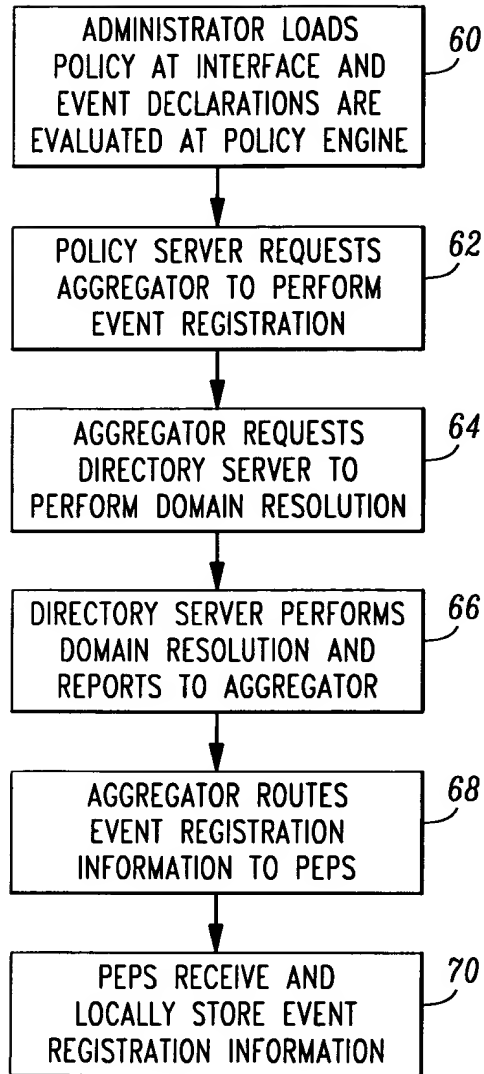 ADMINISTRATOR LOADS
POLICY AT INTERFACE AND
EVENT DECLARATIONS ARE
EVALUATED AT POLICY ENGINE
60
POLICY SERVER REQUESTS
AGGREGATOR TO PERFORM
EVENT REGISTRATION
62
AGGREGATOR REQUESTS
DIRECTORY SERVER TO
PERFORM DOMAIN RESOLUTION
64
DIRECTORY SERVER PERFORMS
DOMAIN RESOLUTION AND
REPORTS TO AGGREGATOR
66
AGGREGATOR ROUTES
EVENT REGISTRATION
INFORMATION TO PEPS
68
PEPS RECEIVE AND
LOCALLY STORE EVENT
REGISTRATION INFORMATION
70